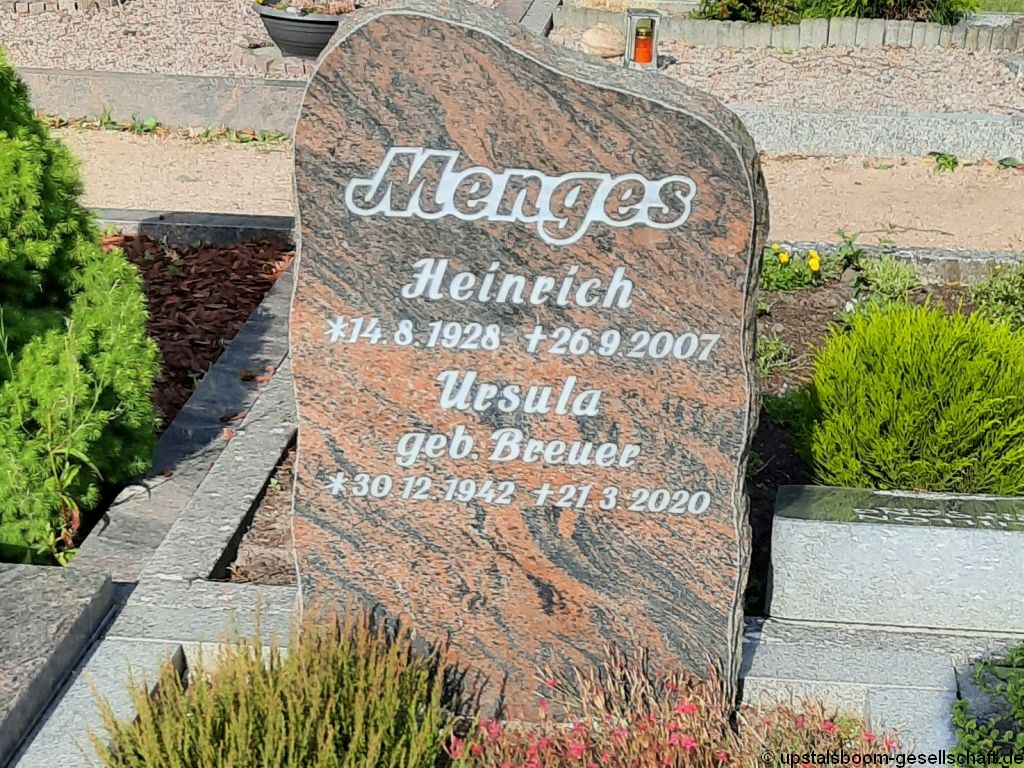 Menges
Heinrich
*14.8.1928 †26.9.2007
Ursula
geb. Breuer
*30.12.1942 †21.3.2020
© upstalsboom-gesellschaft.de